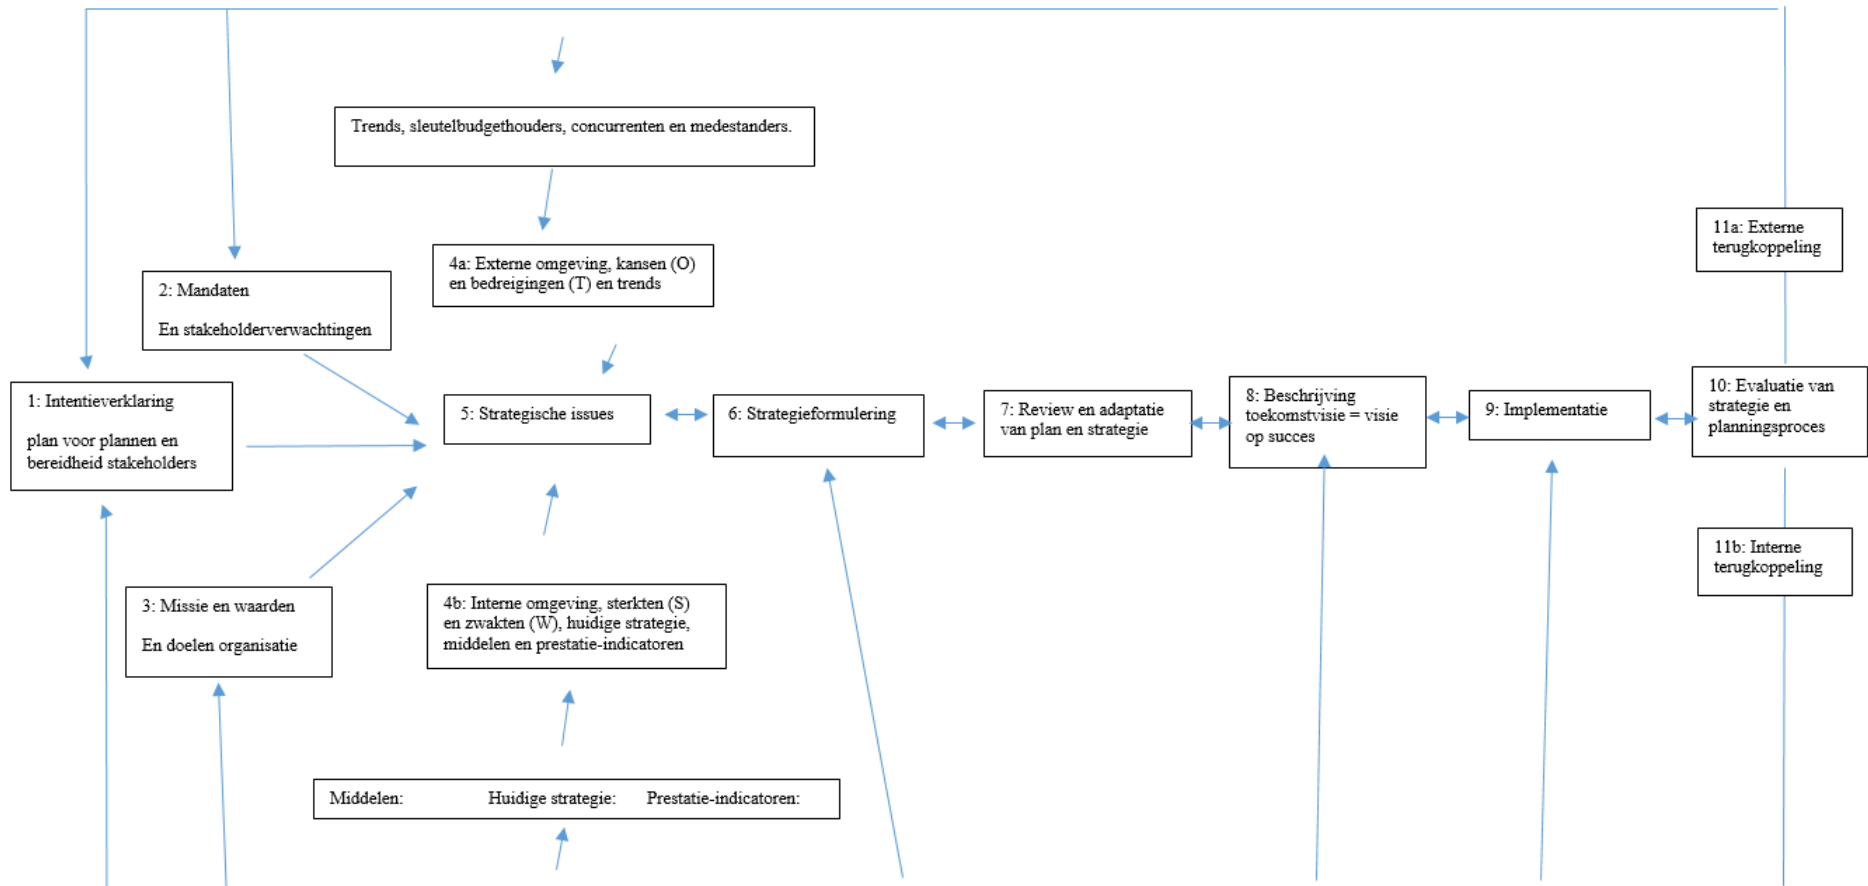 Trends, sleutelbudgethouders, concurrenten en medestanders.
11a: Externe
terugkoppeling
4a: Externe omgeving, kansen (O)
en bedreigingen (T) en trends
2: Mandaten
En stakeholderverwachtingen
1: Intentieverklaring
plan voor plannen en
bereidheid stakeholders
5: Strategische issues
6: Strategieformulering
7: Review en adaptatie
van plan en strategie
8: Beschrijving
toekomstvisie = visie
op succes
9: Implementatie
10: Evaluatie van
strategie en
planningsproces
11b: Interne
terugkoppeling
3: Missie en waarden
En doelen organisatie
4b: Interne omgeving, sterkten (S)
en zwakten (W), huidige strategie,
middelen en prestatie-indicatoren
Middelen: Huidige strategie: Prestatie-indicatoren: